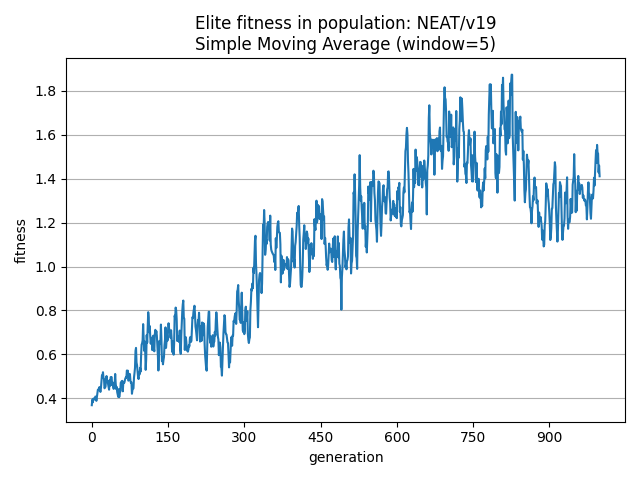 Elite fitness in population: NEAT/v19
Simple Moving Average (window=5)
fitness
1.8
1.6
1.4
1.2
1.0
0.8
0.6
0.4
0 150 300 450 600 750 900
generation